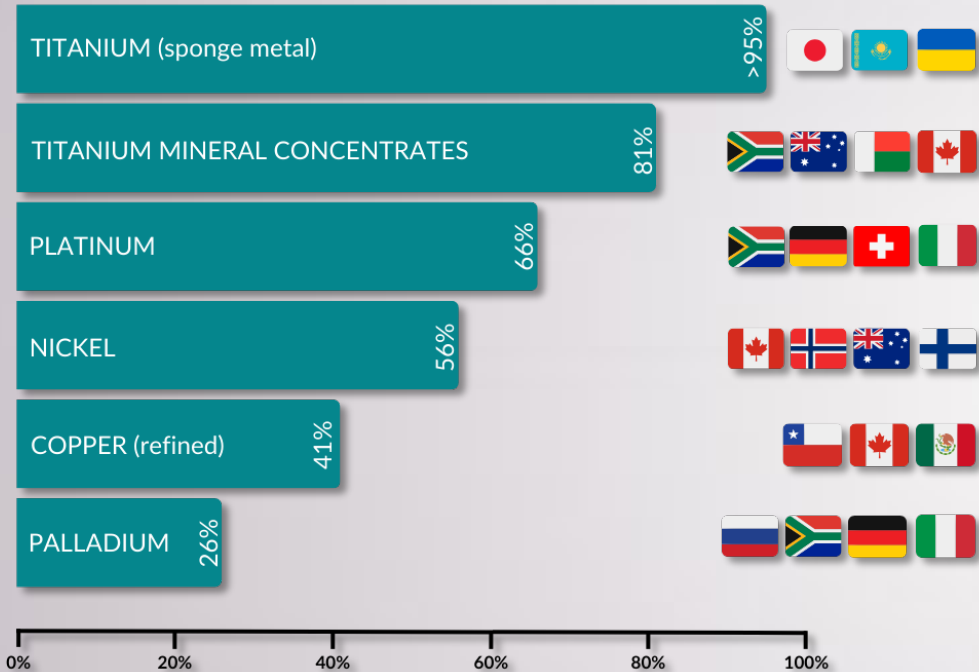 TITANIUM (sponge metal)
>95%
TITANIUM MINERAL CONCENTRATES
81%
PLATINUM
66%
NICKEL
56%
COPPER (refined)
41%
PALLADIUM
26%
0% 20% 40% 60% 80% 100%